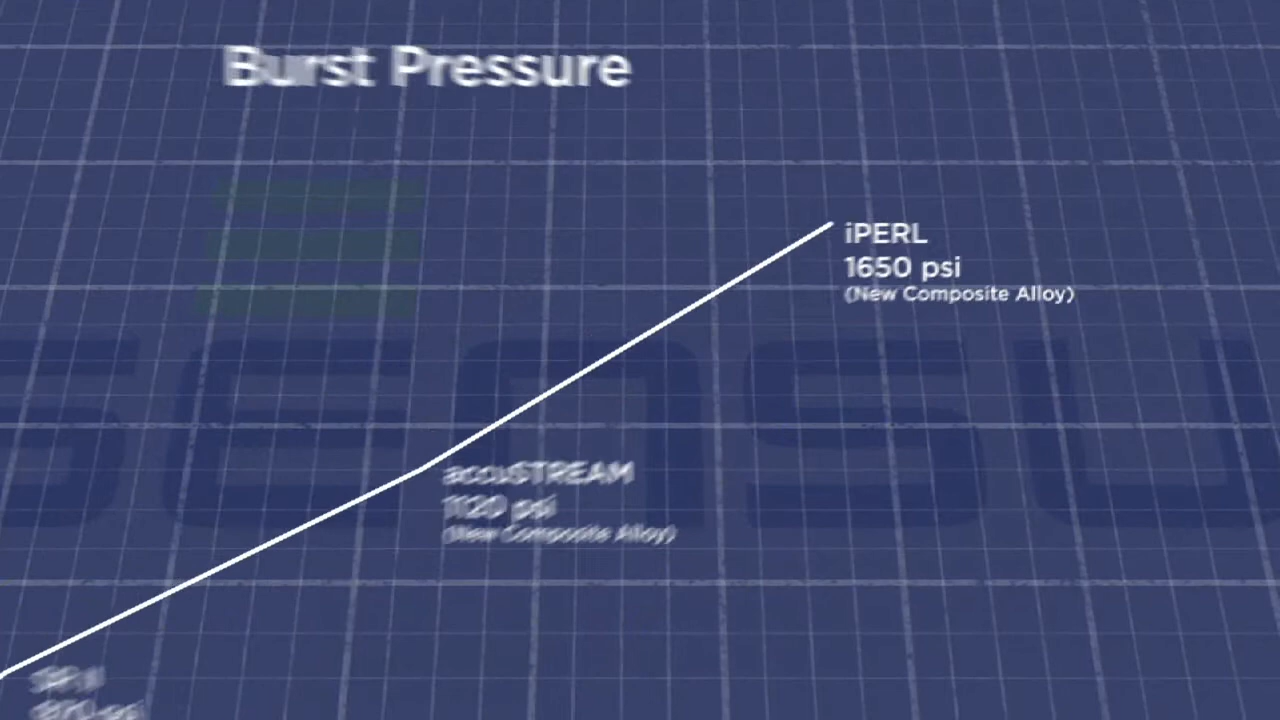 Burst Pressure
iPERL
1650 psi
(New Composite Alloy)
accuSTREAM
1120 psi
(New Composite Alloy)